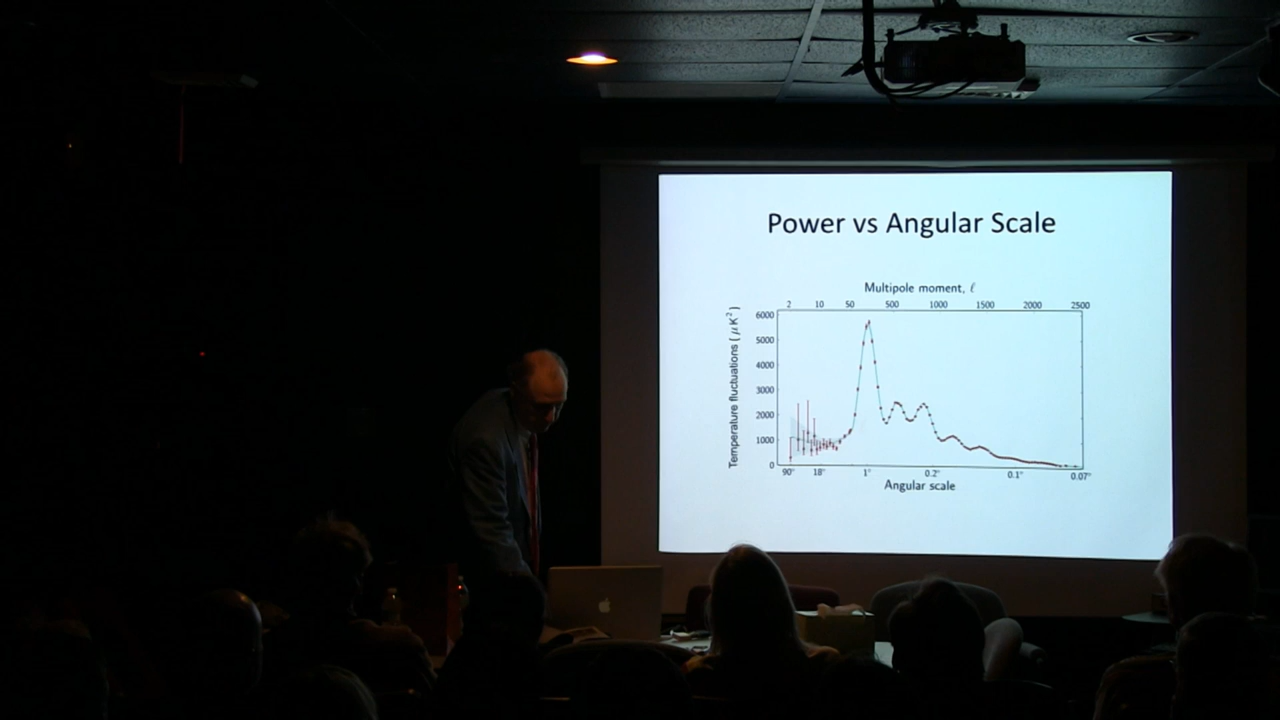 Power vs Angular Scale
Multipole moment, ℓ
2 10 50 500 1000 1500 2000 2500
Temperature fluctuations [ μK² ]
6000
5000
4000
3000
2000
1000
0
90° 18° 1° 0.2° 0.1° 0.07°
Angular scale